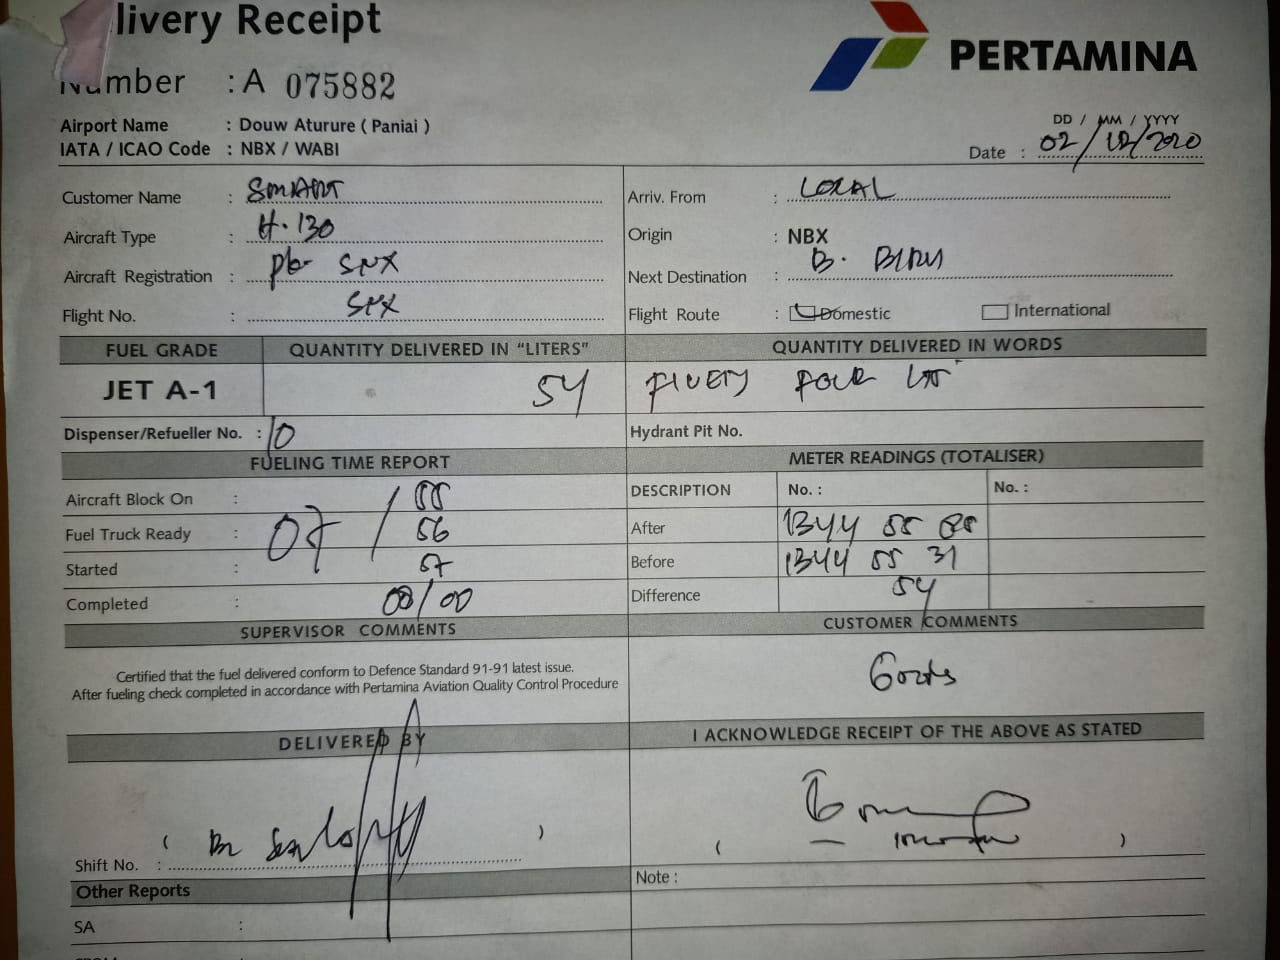 livery Receipt
PERTAMINA
Number : A 075882
Airport Name : Douw Aturure ( Paniai )
IATA / ICAO Code : NBX / WABI
DD / MM / YYYY
Date : 02/12/2020
Customer Name : SMART
Arriv. From : LOCAL
Aircraft Type : H.130
Origin : NBX
Aircraft Registration : PK- SNX
Next Destination : B.
Flight No. : SNX
Flight Route : Domestic International
FUEL GRADE QUANTITY DELIVERED IN "LITERS" QUANTITY DELIVERED IN WORDS
JET A-1 54 FIVETY FOUR
Dispenser/Refueller No. : 10
Hydrant Pit No.
FUELING TIME REPORT
METER READINGS (TOTALISER)
Aircraft Block On : 07/55
DESCRIPTION No. : No. :
Fuel Truck Ready : 56
After 1344 55 85
Started : 57
Before 1344 55 31
Completed : 08/00
Difference 54
SUPERVISOR COMMENTS
CUSTOMER COMMENTS
Certified that the fuel delivered conform to Defence Standard 91-91 latest issue.
After fueling check completed in accordance with Pertamina Aviation Quality Control Procedure
DELIVERED BY
I ACKNOWLEDGE RECEIPT OF THE ABOVE AS STATED
( )
( )
Shift No. :
Note :
Other Reports
SA :